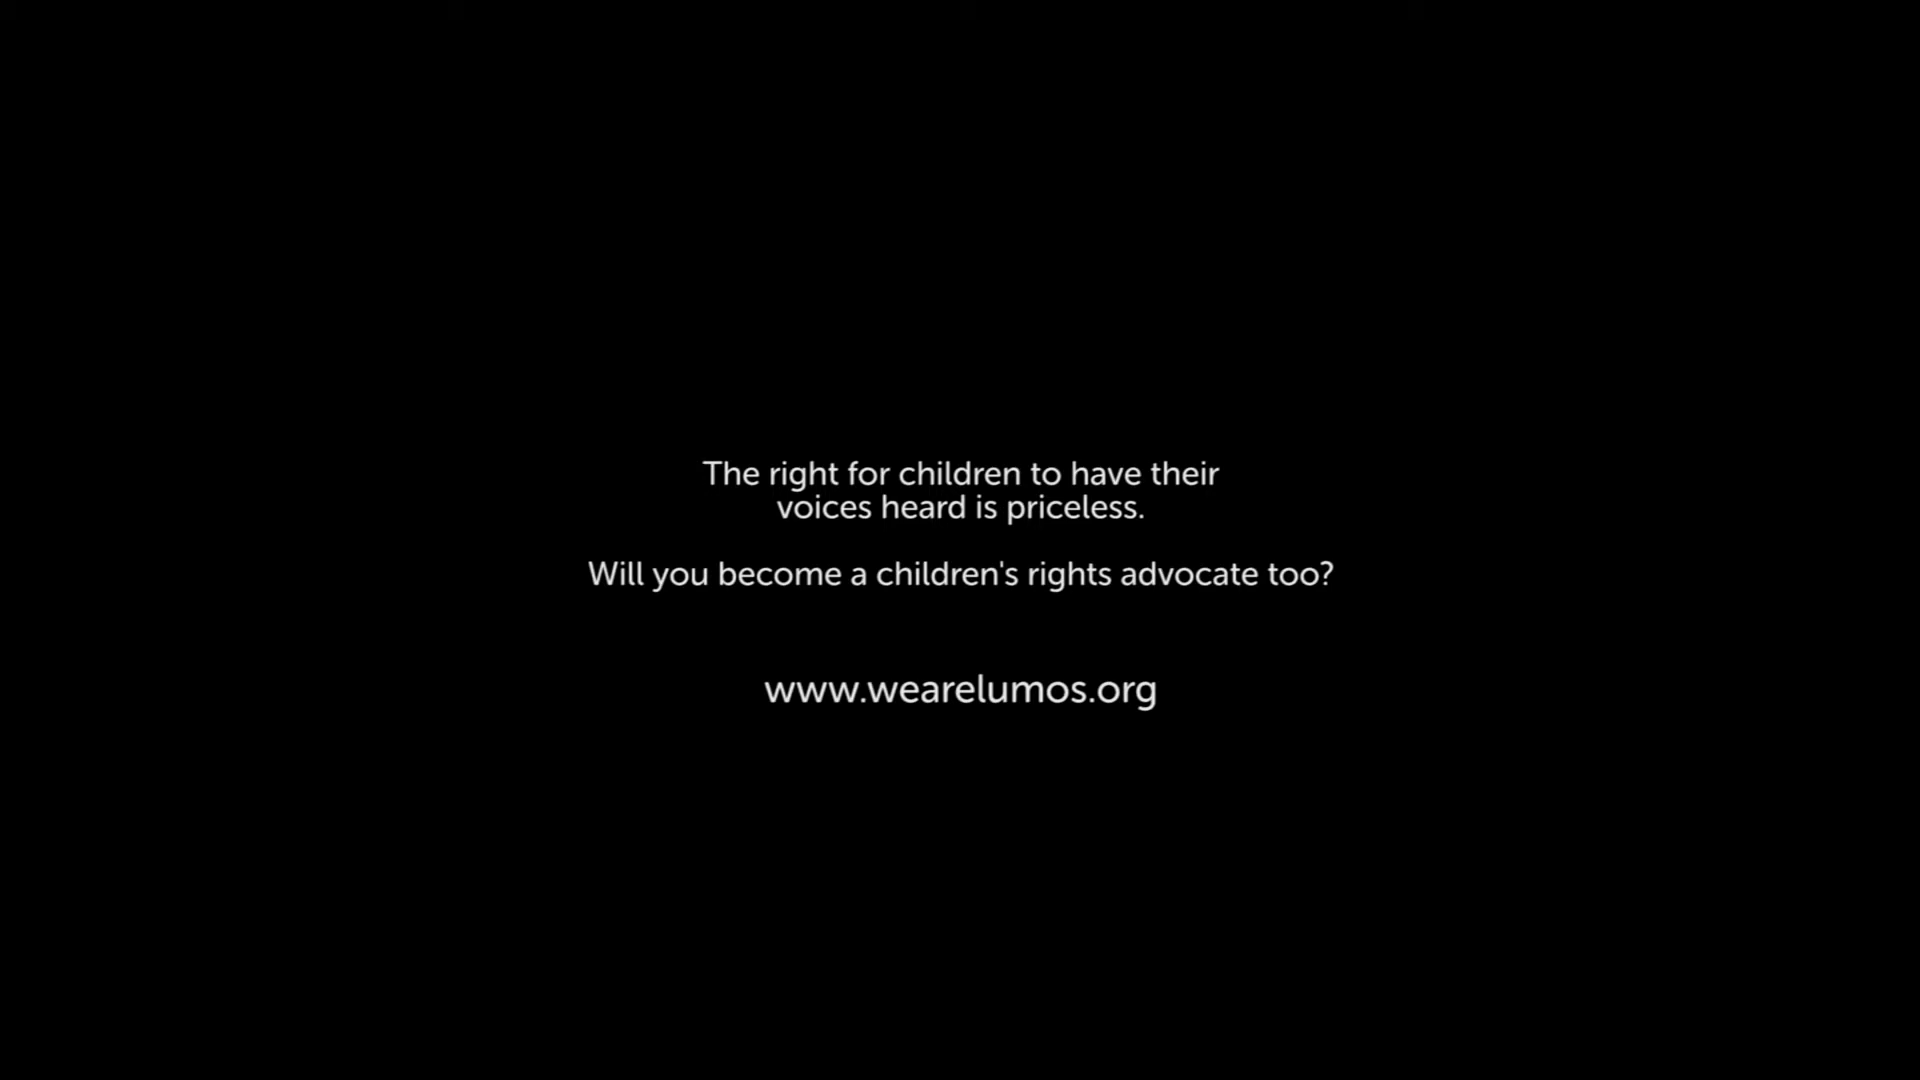 The right for children to have their
voices heard is priceless.
Will you become a children's rights advocate too?
www.wearelumos.org